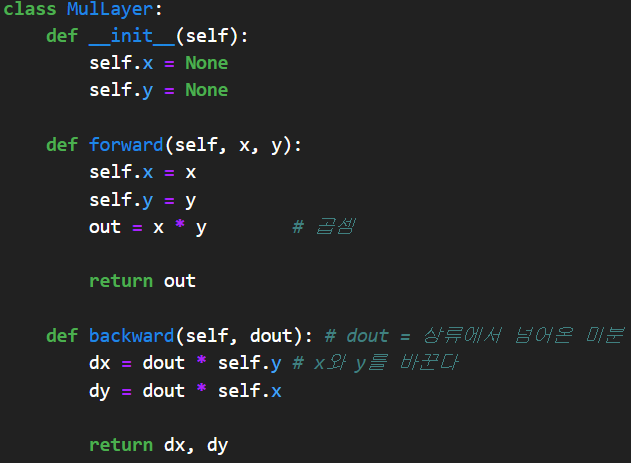 class MulLayer:
    def __init__(self):
        self.x = None
        self.y = None
    def forward(self, x, y):
        self.x = x
        self.y = y
        out = x * y        # 곱셈
        return out
    def backward(self, dout): # dout = 상류에서 넘어온 미분
        dx = dout * self.y # x와 y를 바꾼다
        dy = dout * self.x
        return dx, dy